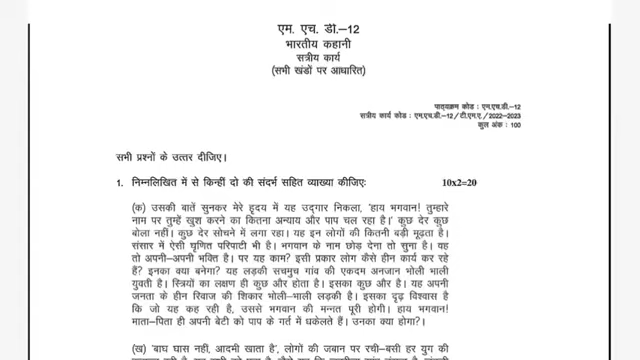 एम. एच. डी.–12
भारतीय कहानी
सत्रीय कार्य
(सभी खंडों पर आधारित)
पाठ्यक्रम कोड : एम.एच.डी.–12
सत्रीय कार्य कोड : एम.एच.डी.–12/टी.एम.ए./2022–2023
कुल अंक : 100
सभी प्रश्नों के उत्तर दीजिए।
1. निम्नलिखित में से किन्हीं दो की संदर्भ सहित व्याख्या कीजिए: 10x2=20
(क) उसकी बातें सुनकर मेरे हृदय में यह उद्गार निकला, 'हाय भगवान! तुम्हारे
नाम पर तुम्हें खुश करने का कितना अन्याय और पाप चल रहा है।' कुछ देर कुछ
बोला नहीं। कुछ देर सोचने में लगा रहा। यह इन लोगों की कितनी बड़ी मूढ़ता है।
संसार में ऐसी घृणित परिपाटी भी है। भगवान के नाम छोड़ देना तो सुना है। यह
तो अपनी–अपनी भक्ति है। पर यह काम? इसी प्रकार लोग कैसे हीन कार्य कर रहे
हैं? इनका क्या बनेगा? यह लड़की सचमुच गांव की एकदम अनजान भोली भाली
युवती है। स्त्रियों का लक्षण ही कुछ और होता है। इसका कुछ और है। यह अपनी
जनता के हीन रिवाज की शिकार भोली–भाली लड़की है। इसका दृढ़ विश्वास है
कि जो यह कह रही है, उससे भगवान की मन्नत पूरी होगी। हाय भगवान!
माता–पिता ही अपनी बेटी को पाप के गर्त में धकेलते हैं। उनका क्या होगा?।
(ख) 'बाघ घास नहीं, आदमी खाता है', लोगों की जबान पर रची–बसी हर युग की